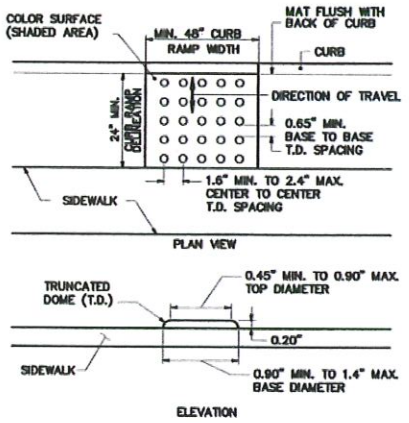 COLOR SURFACE
(SHADED AREA)
MIN. 48" CURB
RAMP WIDTH
MAT FLUSH WITH
BACK OF CURB
CURB
24" MIN.
CURB RAMP
DELINEATION
DIRECTION OF TRAVEL
0.65" MIN.
BASE TO BASE
T.D. SPACING
1.6" MIN. TO 2.4" MAX.
CENTER TO CENTER
T.D. SPACING
SIDEWALK
PLAN VIEW
TRUNCATED
DOME (T.D.)
0.45" MIN. TO 0.90" MAX.
TOP DIAMETER
0.20"
SIDEWALK
0.90" MIN. TO 1.4" MAX.
BASE DIAMETER
ELEVATION